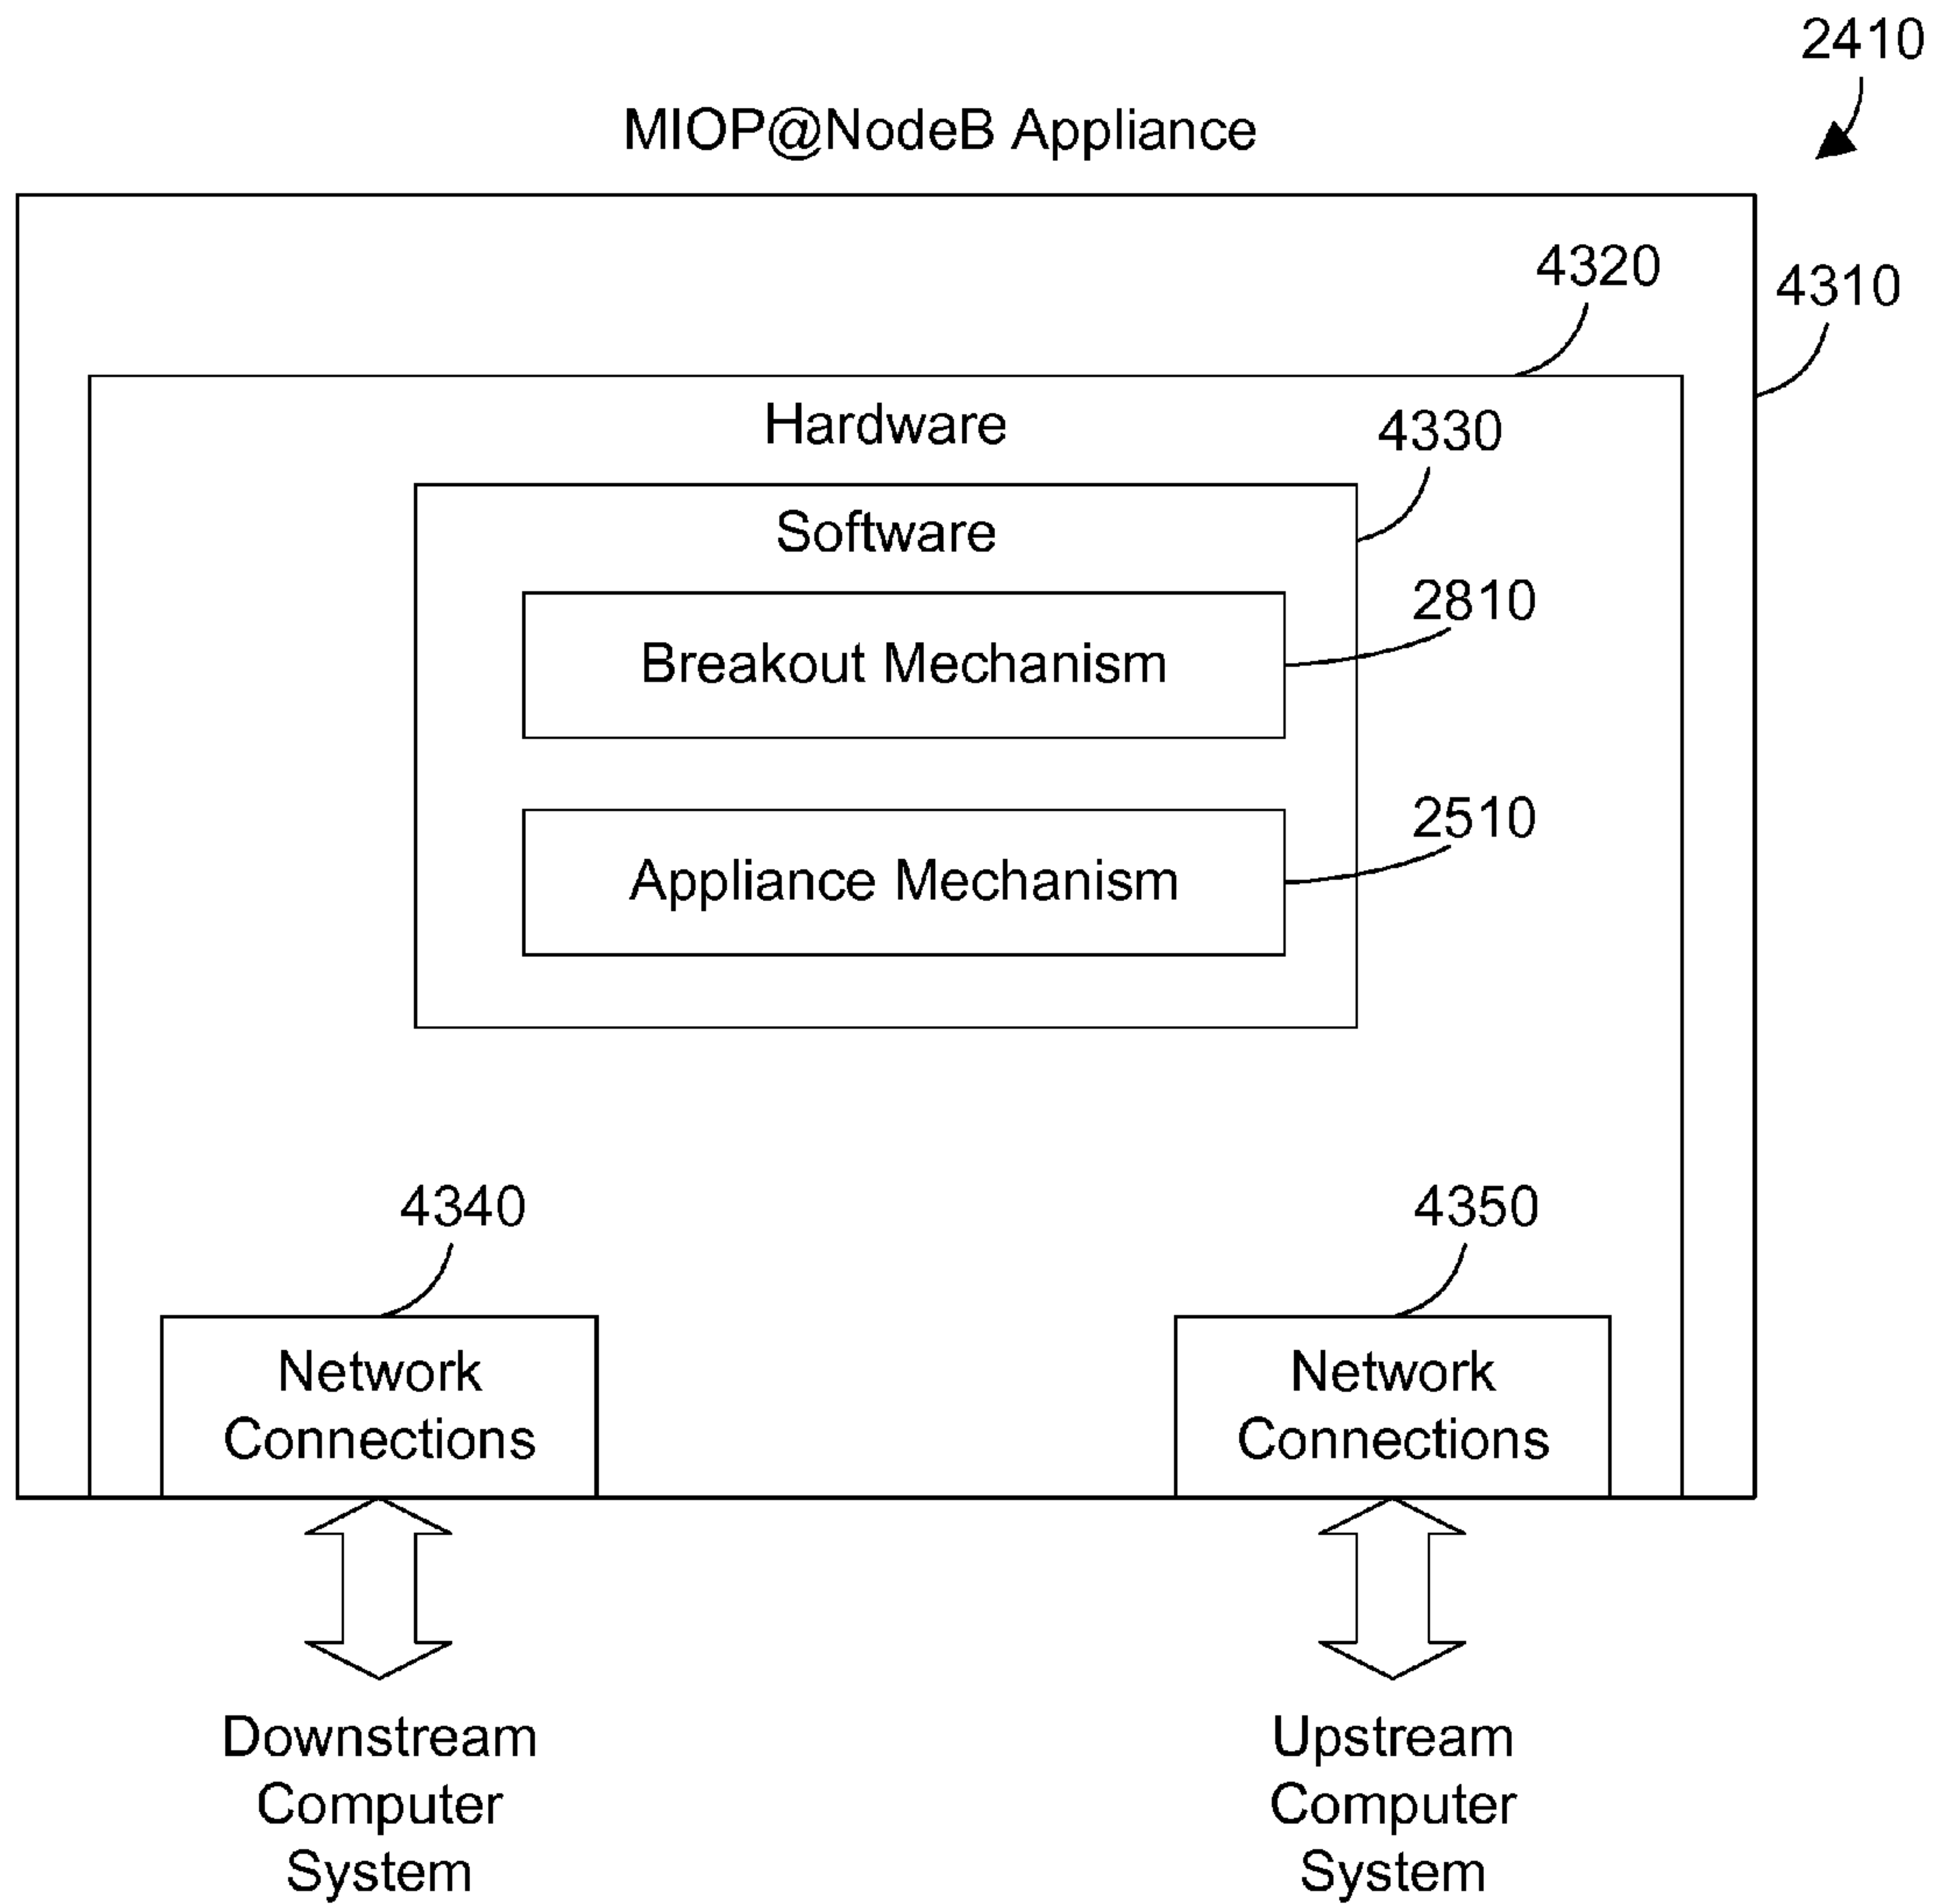 2410
MIOP@NodeB Appliance
4320
4310
Hardware
4330
Software
2810
Breakout Mechanism
2510
Appliance Mechanism
4340
4350
Network
Connections
Network
Connections
Downstream
Computer
System
Upstream
Computer
System